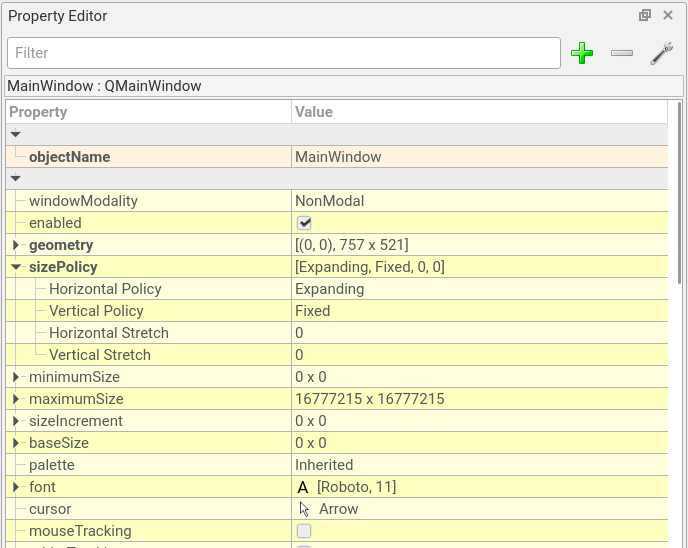 Property Editor
Filter
MainWindow : QMainWindow
Property Value
objectName MainWindow
windowModality NonModal
enabled
geometry [(0, 0), 757 x 521]
sizePolicy [Expanding, Fixed, 0, 0]
Horizontal Policy Expanding
Vertical Policy Fixed
Horizontal Stretch 0
Vertical Stretch 0
minimumSize 0 x 0
maximumSize 16777215 x 16777215
sizeIncrement 0 x 0
baseSize 0 x 0
palette Inherited
font A [Roboto, 11]
cursor Arrow
mouseTracking